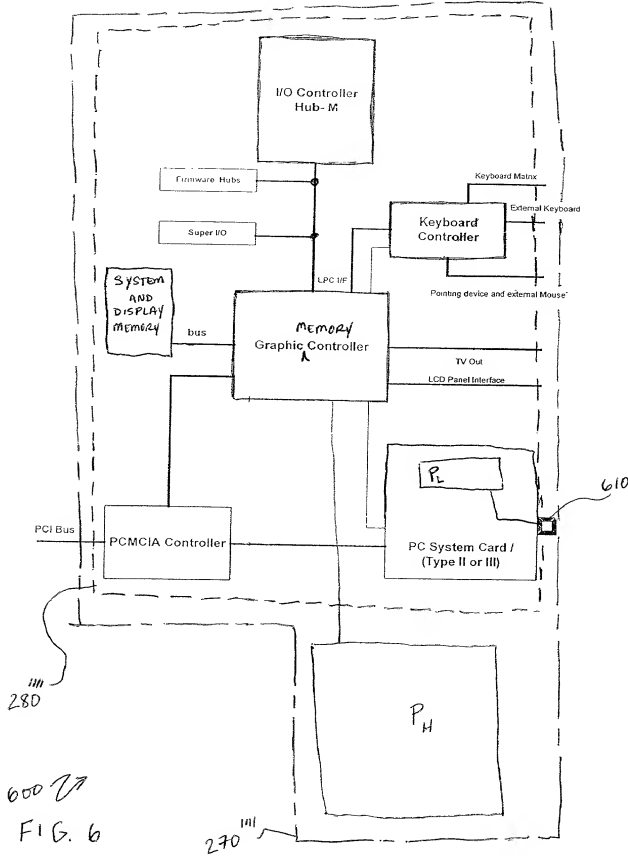 I/O Controller
Hub- M
Firmware Hubs
Super I/O
Keyboard Matrix
External Keyboard
Keyboard
Controller
Pointing device and external Mouse
LPC I/F
SYSTEM
AND
DISPLAY
MEMORY
bus
MEMORY
Graphic Controller
TV Out
LCD Panel Interface
PL
610
PCI Bus
PCMCIA Controller
PC System Card /
(Type II or III)
280''''
PH
600
FIG. 6
270''''